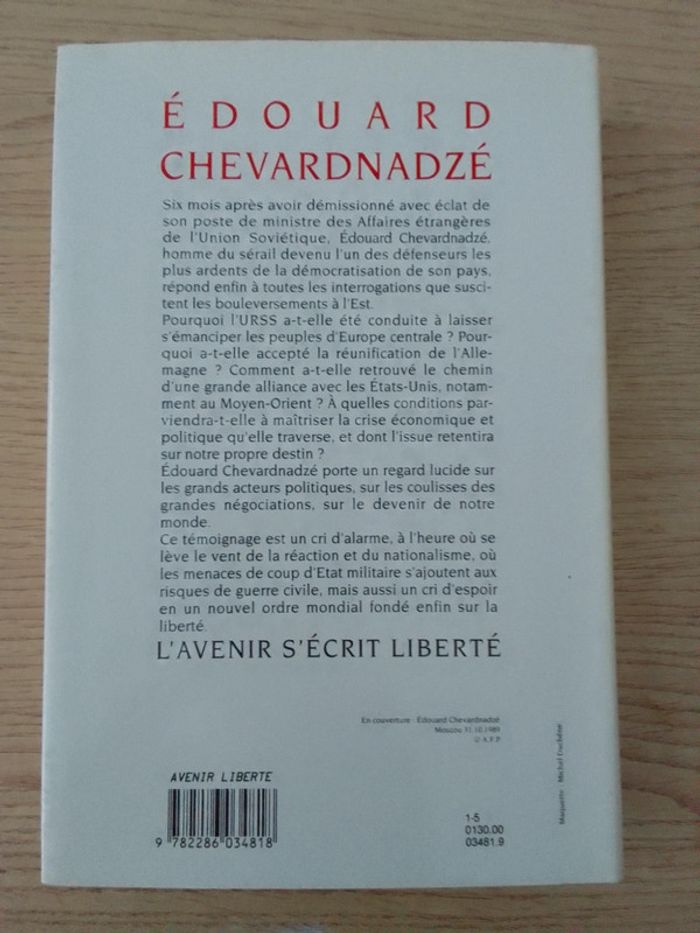 ÉDOUARD
CHEVARDNADZÉ
Six mois après avoir démissionné avec éclat de
son poste de ministre des Affaires étrangères
de l'Union Soviétique, Édouard Chevardnadzé,
homme du sérail devenu l'un des défenseurs les
plus ardents de la démocratisation de son pays,
répond enfin à toutes les interrogations que susci-
tent les bouleversements à l'Est.
Pourquoi l'URSS a-t-elle été conduite à laisser
s'émanciper les peuples d'Europe centrale ? Pour-
quoi a-t-elle accepté la réunification de l'Alle-
magne ? Comment a-t-elle retrouvé le chemin
d'une grande alliance avec les États-Unis, notam-
ment au Moyen-Orient ? À quelles conditions par-
viendra-t-elle à maîtriser la crise économique et
politique qu'elle traverse, et dont l'issue retentira
sur notre propre destin ?
Édouard Chevardnadzé porte un regard lucide sur
les grands acteurs politiques, sur les coulisses des
grandes négociations, sur le devenir de notre
monde.
Ce témoignage est un cri d'alarme, à l'heure où se
lève le vent de la réaction et du nationalisme, où
les menaces de coup d'Etat militaire s'ajoutent aux
risques de guerre civile, mais aussi un cri d'espoir
en un nouvel ordre mondial fondé enfin sur la
liberté.
L'AVENIR S'ÉCRIT LIBERTÉ
En couverture : Édouard Chevardnadzé
Moscou 31.10.1989
© A.F.P.
Maquette : Michel Duchêne
AVENIR LIBERTE
9 782286 034818
1-5
0130.00
03481.9